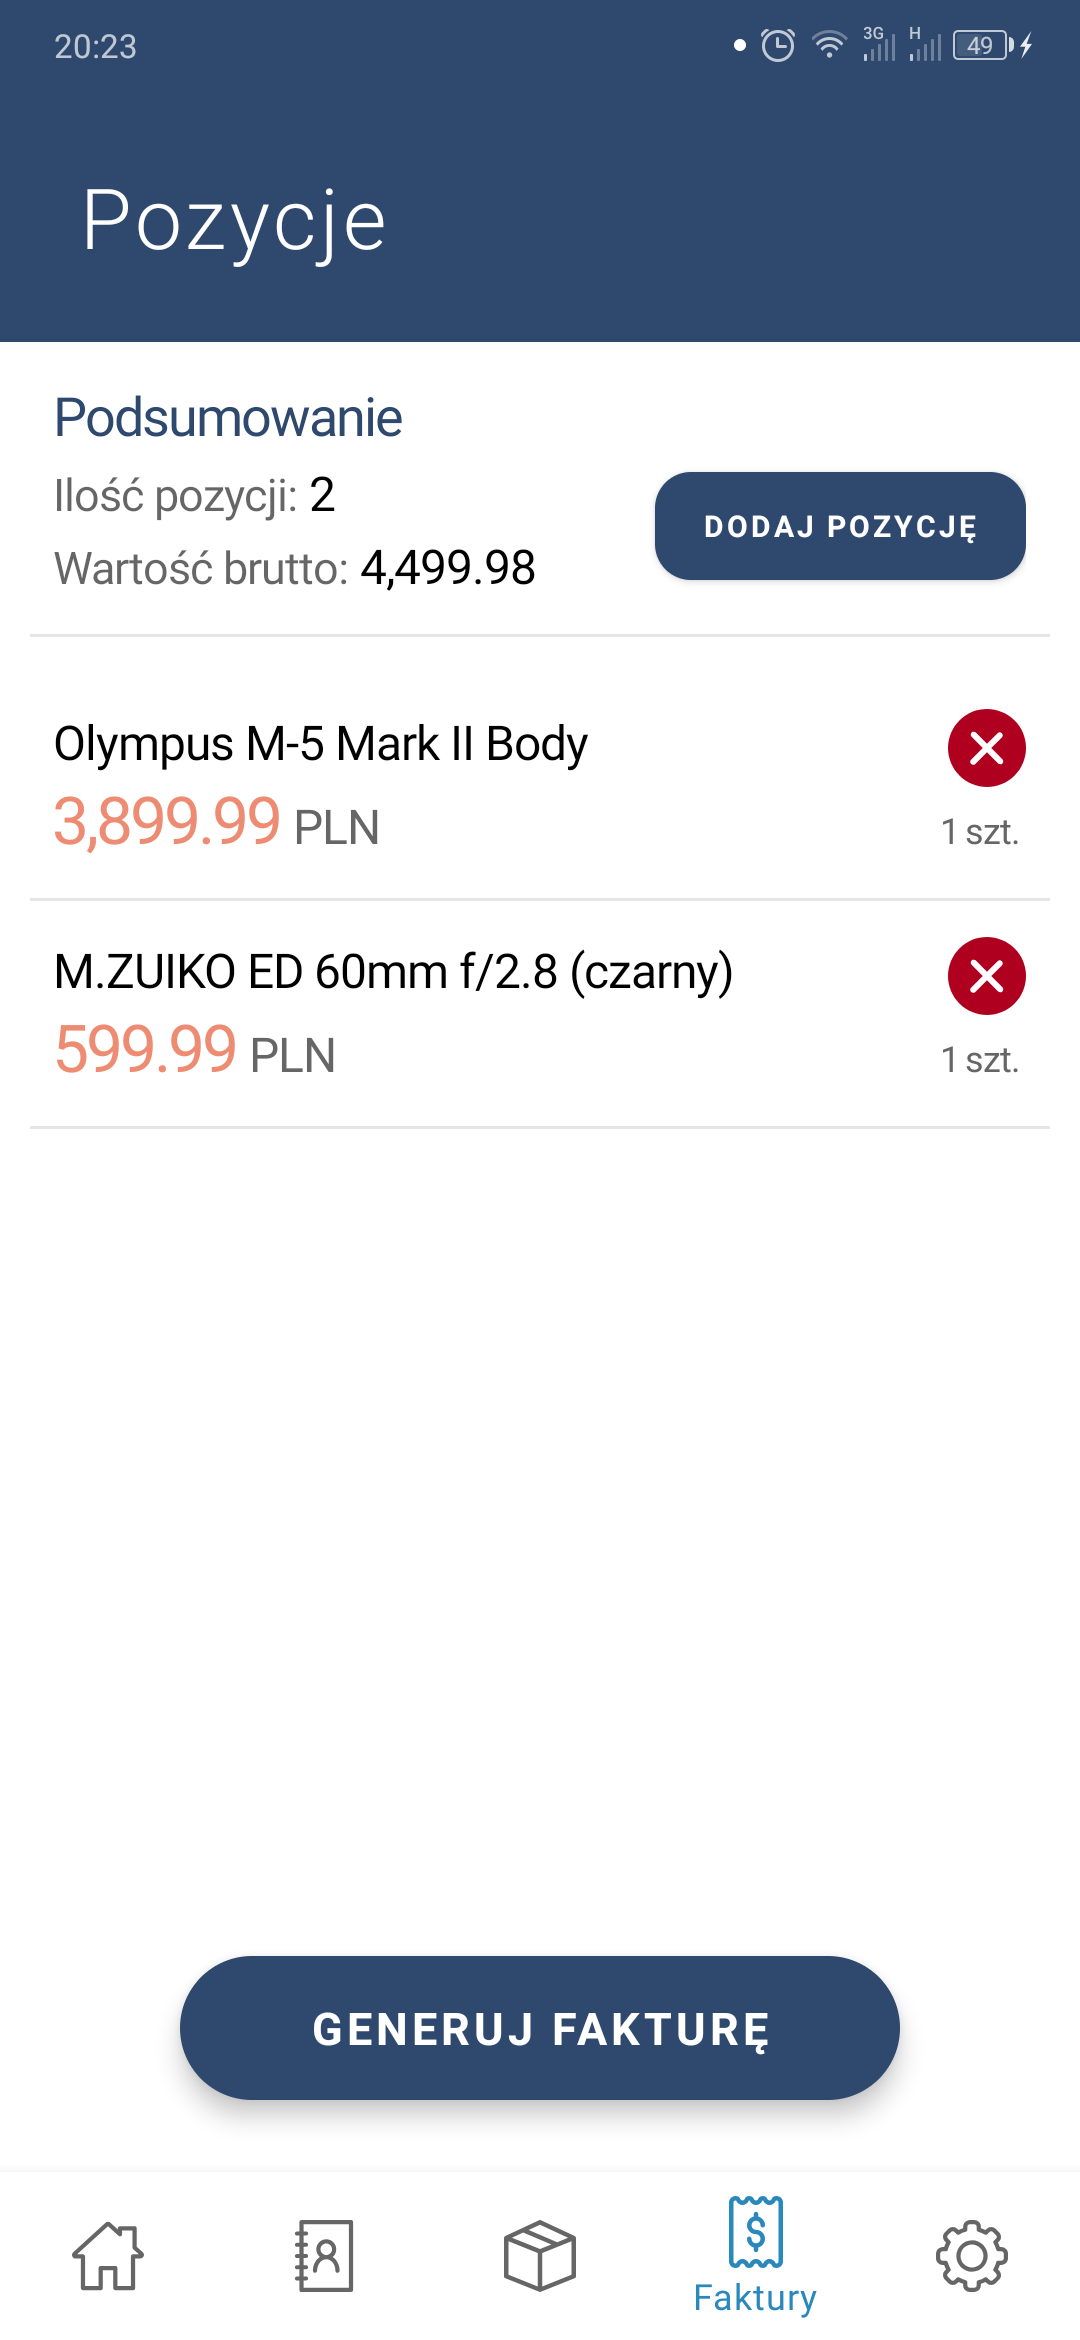 20:23
3G H 49
Pozycje
Podsumowanie
Ilość pozycji: 2
Wartość brutto: 4,499.98
DODAJ POZYCJĘ
Olympus M-5 Mark II Body
3,899.99 PLN
1 szt.
M.ZUIKO ED 60mm f/2.8 (czarny)
599.99 PLN
1 szt.
GENERUJ FAKTURĘ
Faktury